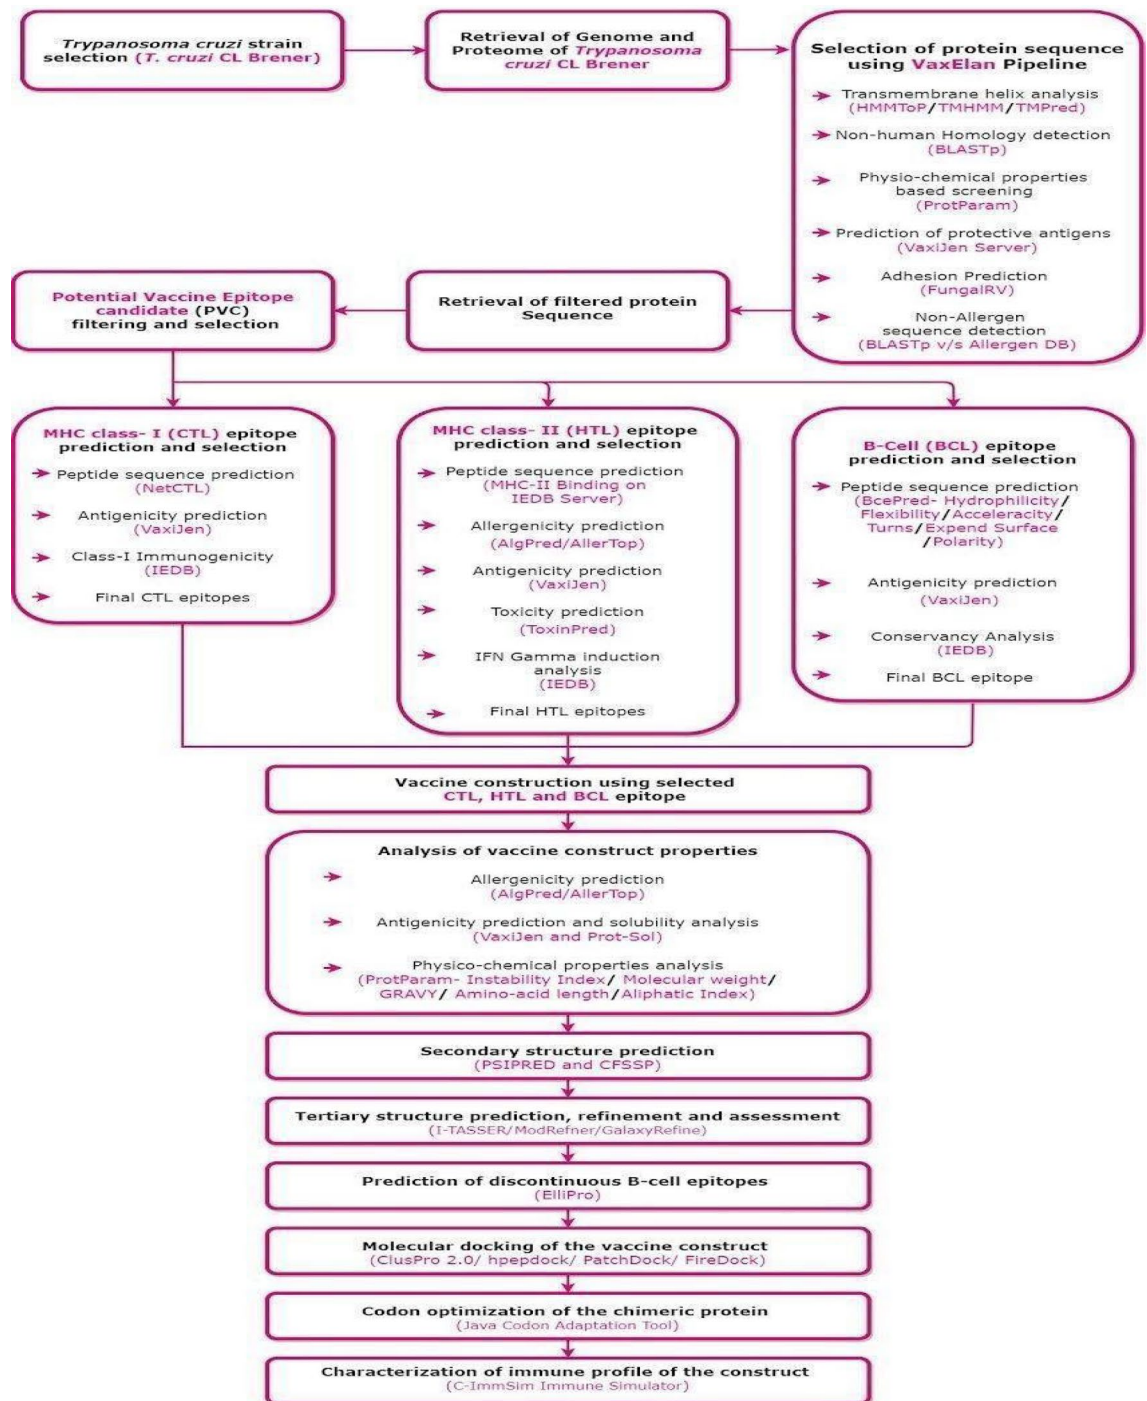 Trypanosoma cruzi strain
selection (T. cruzi CL Brener)
Retrieval of Genome and
Proteome of Trypanosoma
cruzi CL Brener
Selection of protein sequence
using VaxElan Pipeline
Transmembrane helix analysis
(HMMToP/TMHMM/TMPred)
Non-human Homology detection
(BLASTp)
Physio-chemical properties
based screening
(ProtParam)
Prediction of protective antigens
(VaxiJen Server)
Adhesion Prediction
(FungalRV)
Non-Allergen
sequence detection
(BLASTp v/s Allergen DB)
Retrieval of filtered protein
Sequence
Potential Vaccine Epitope
candidate (PVC)
filtering and selection
MHC class- I (CTL) epitope
prediction and selection
Peptide sequence prediction
(NetCTL)
Antigenicity prediction
(VaxiJen)
Class-I Immunogenicity
(IEDB)
Final CTL epitopes
MHC class- II (HTL) epitope
prediction and selection
Peptide sequence prediction
(MHC-II Binding on
IEDB Server)
Allergenicity prediction
(AlgPred/AllerTop)
Antigenicity prediction
(VaxiJen)
Toxicity prediction
(ToxinPred)
IFN Gamma induction
analysis
(IEDB)
Final HTL epitopes
B-Cell (BCL) epitope
prediction and selection
Peptide sequence prediction
(BcePred- Hydrophilicity/
Flexibility/Acceleracity/
Turns/Expend Surface
/Polarity)
Antigenicity prediction
(VaxiJen)
Conservancy Analysis
(IEDB)
Final BCL epitope
Vaccine construction using selected
CTL, HTL and BCL epitope
Analysis of vaccine construct properties
Allergenicity prediction
(AlgPred/AllerTop)
Antigenicity prediction and solubility analysis
(VaxiJen and Prot-Sol)
Physico-chemical properties analysis
(ProtParam- Instability Index/ Molecular weight/
GRAVY/ Amino-acid length/Aliphatic Index)
Secondary structure prediction
(PSIPRED and CFSSP)
Tertiary structure prediction, refinement and assessment
(I-TASSER/ModRefner/GalaxyRefine)
Prediction of discontinuous B-cell epitopes
(ElliPro)
Molecular docking of the vaccine construct
(ClusPro 2.0/ hpepdock/ PatchDock/ FireDock)
Codon optimization of the chimeric protein
(Java Codon Adaptation Tool)
Characterization of immune profile of the construct
(C-ImmSim Immune Simulator)